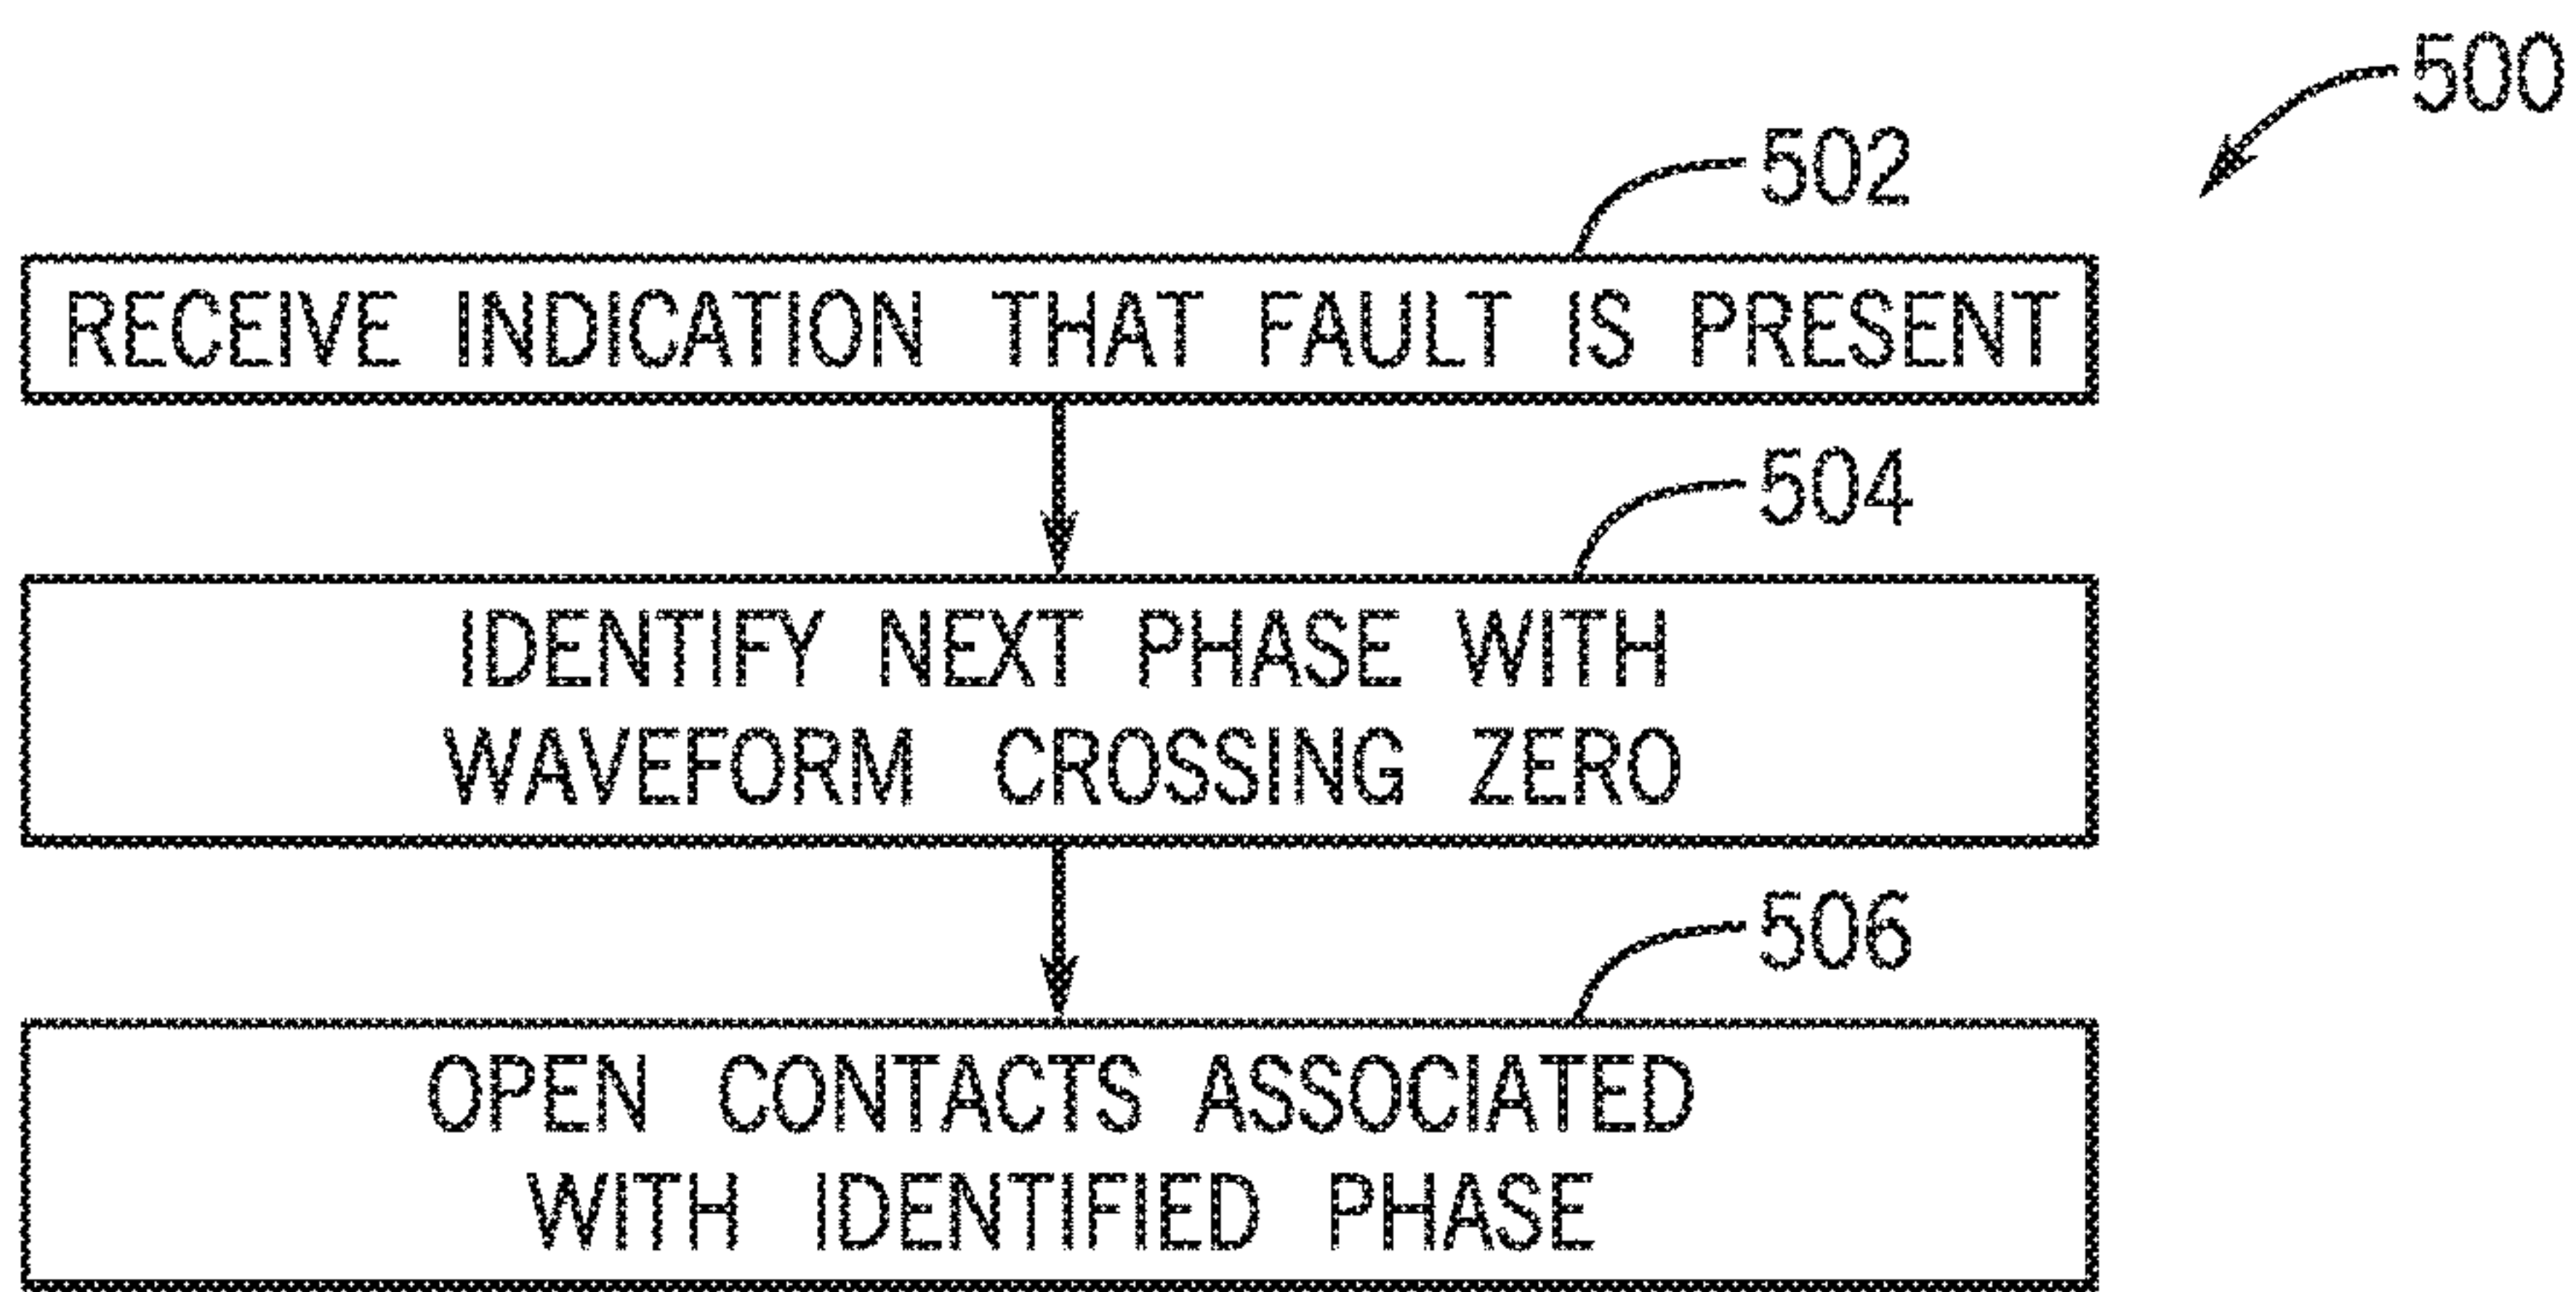 500
502
RECEIVE INDICATION THAT FAULT IS PRESENT
504
IDENTIFY NEXT PHASE WITH
WAVEFORM CROSSING ZERO
506
OPEN CONTACTS ASSOCIATED
WITH IDENTIFIED PHASE